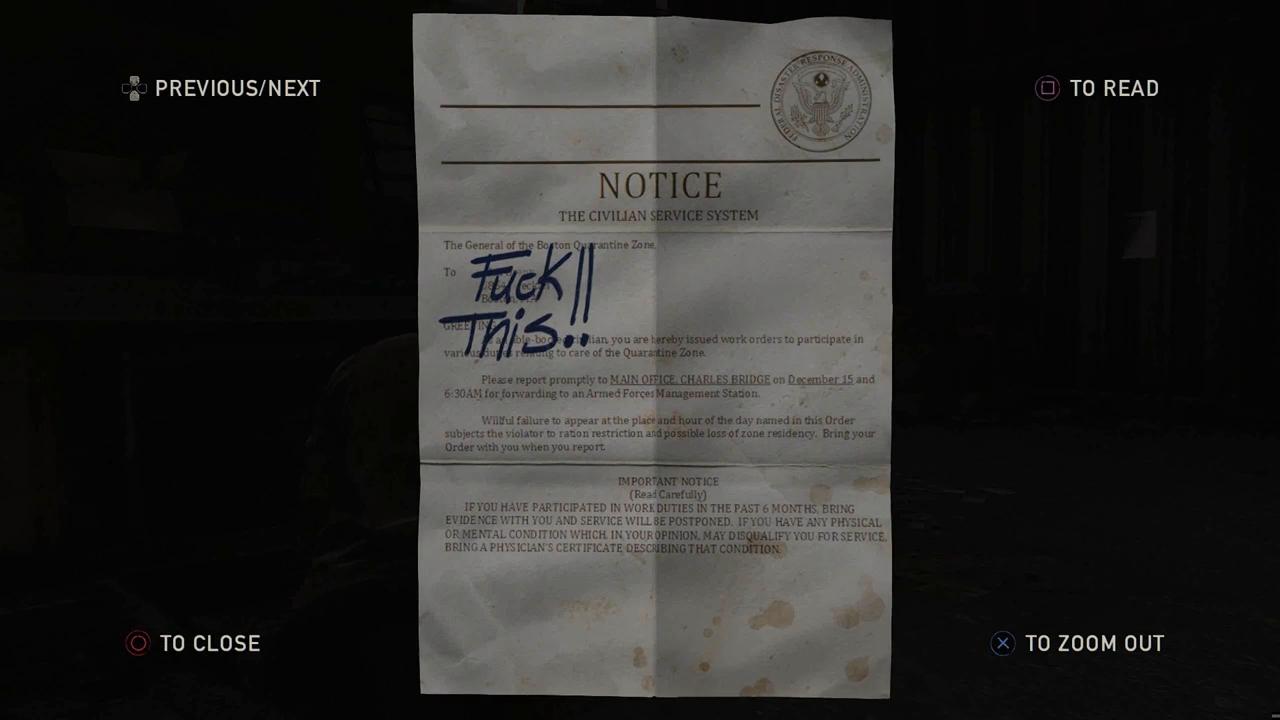 PREVIOUS/NEXT
TO READ
FEDERAL DISASTER RESPONSE ADMINISTRATION
NOTICE
THE CIVILIAN SERVICE SYSTEM
The General of the Boston Quarantine Zone,
To
Fuck!!
This..
Boston,
GREETING
able-bodied civilian, you are hereby issued work orders to participate in
various duties relating to care of the Quarantine Zone.
Please report promptly to MAIN OFFICE, CHARLES BRIDGE on December 15 and
6:30AM for forwarding to an Armed Forces Management Station.
Willful failure to appear at the place and hour of the day named in this Order
subjects the violator to ration restriction and possible loss of zone residency. Bring your
Order with you when you report.
IMPORTANT NOTICE
(Read Carefully)
IF YOU HAVE PARTICIPATED IN WORK DUTIES IN THE PAST 6 MONTHS, BRING
EVIDENCE WITH YOU AND SERVICE WILL BE POSTPONED. IF YOU HAVE ANY PHYSICAL
OR MENTAL CONDITION WHICH, IN YOUR OPINION, MAY DISQUALIFY YOU FOR SERVICE,
BRING A PHYSICIAN'S CERTIFICATE DESCRIBING THAT CONDITION.
TO CLOSE
TO ZOOM OUT